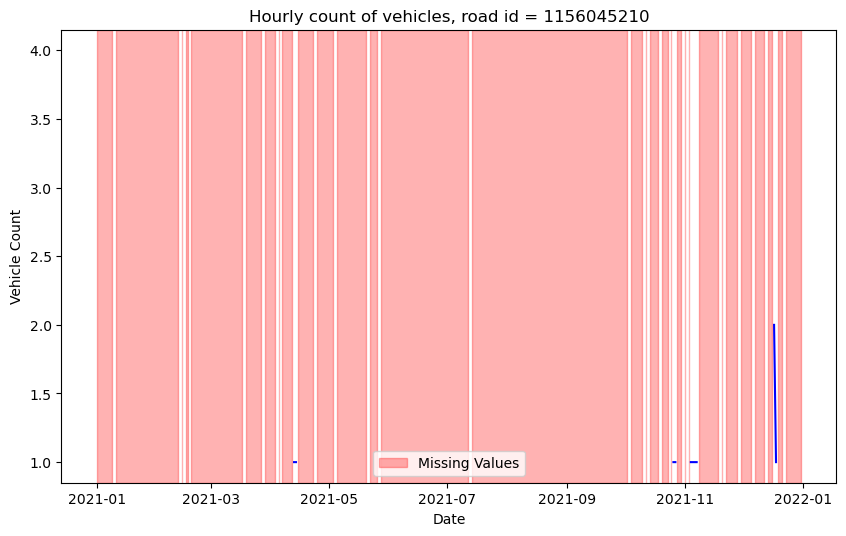 Hourly count of vehicles, road id = 1156045210
Vehicle Count
4.0
3.5
3.0
2.5
2.0
1.5
1.0
Missing Values
2021-01 2021-03 2021-05 2021-07 2021-09 2021-11 2022-01
Date